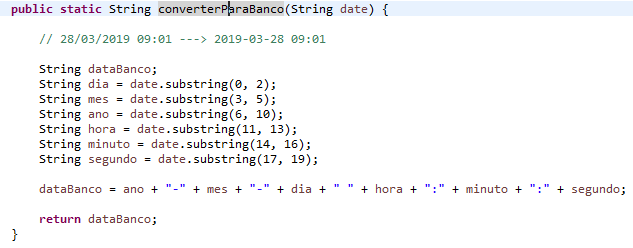 public static String converterParaBanco(String date) {
// 28/03/2019 09:01 ---> 2019-03-28 09:01
String dataBanco;
String dia = date.substring(0, 2);
String mes = date.substring(3, 5);
String ano = date.substring(6, 10);
String hora = date.substring(11, 13);
String minuto = date.substring(14, 16);
String segundo = date.substring(17, 19);
dataBanco = ano + "-" + mes + "-" + dia + " " + hora + ":" + minuto + ":" + segundo;
return dataBanco;
}